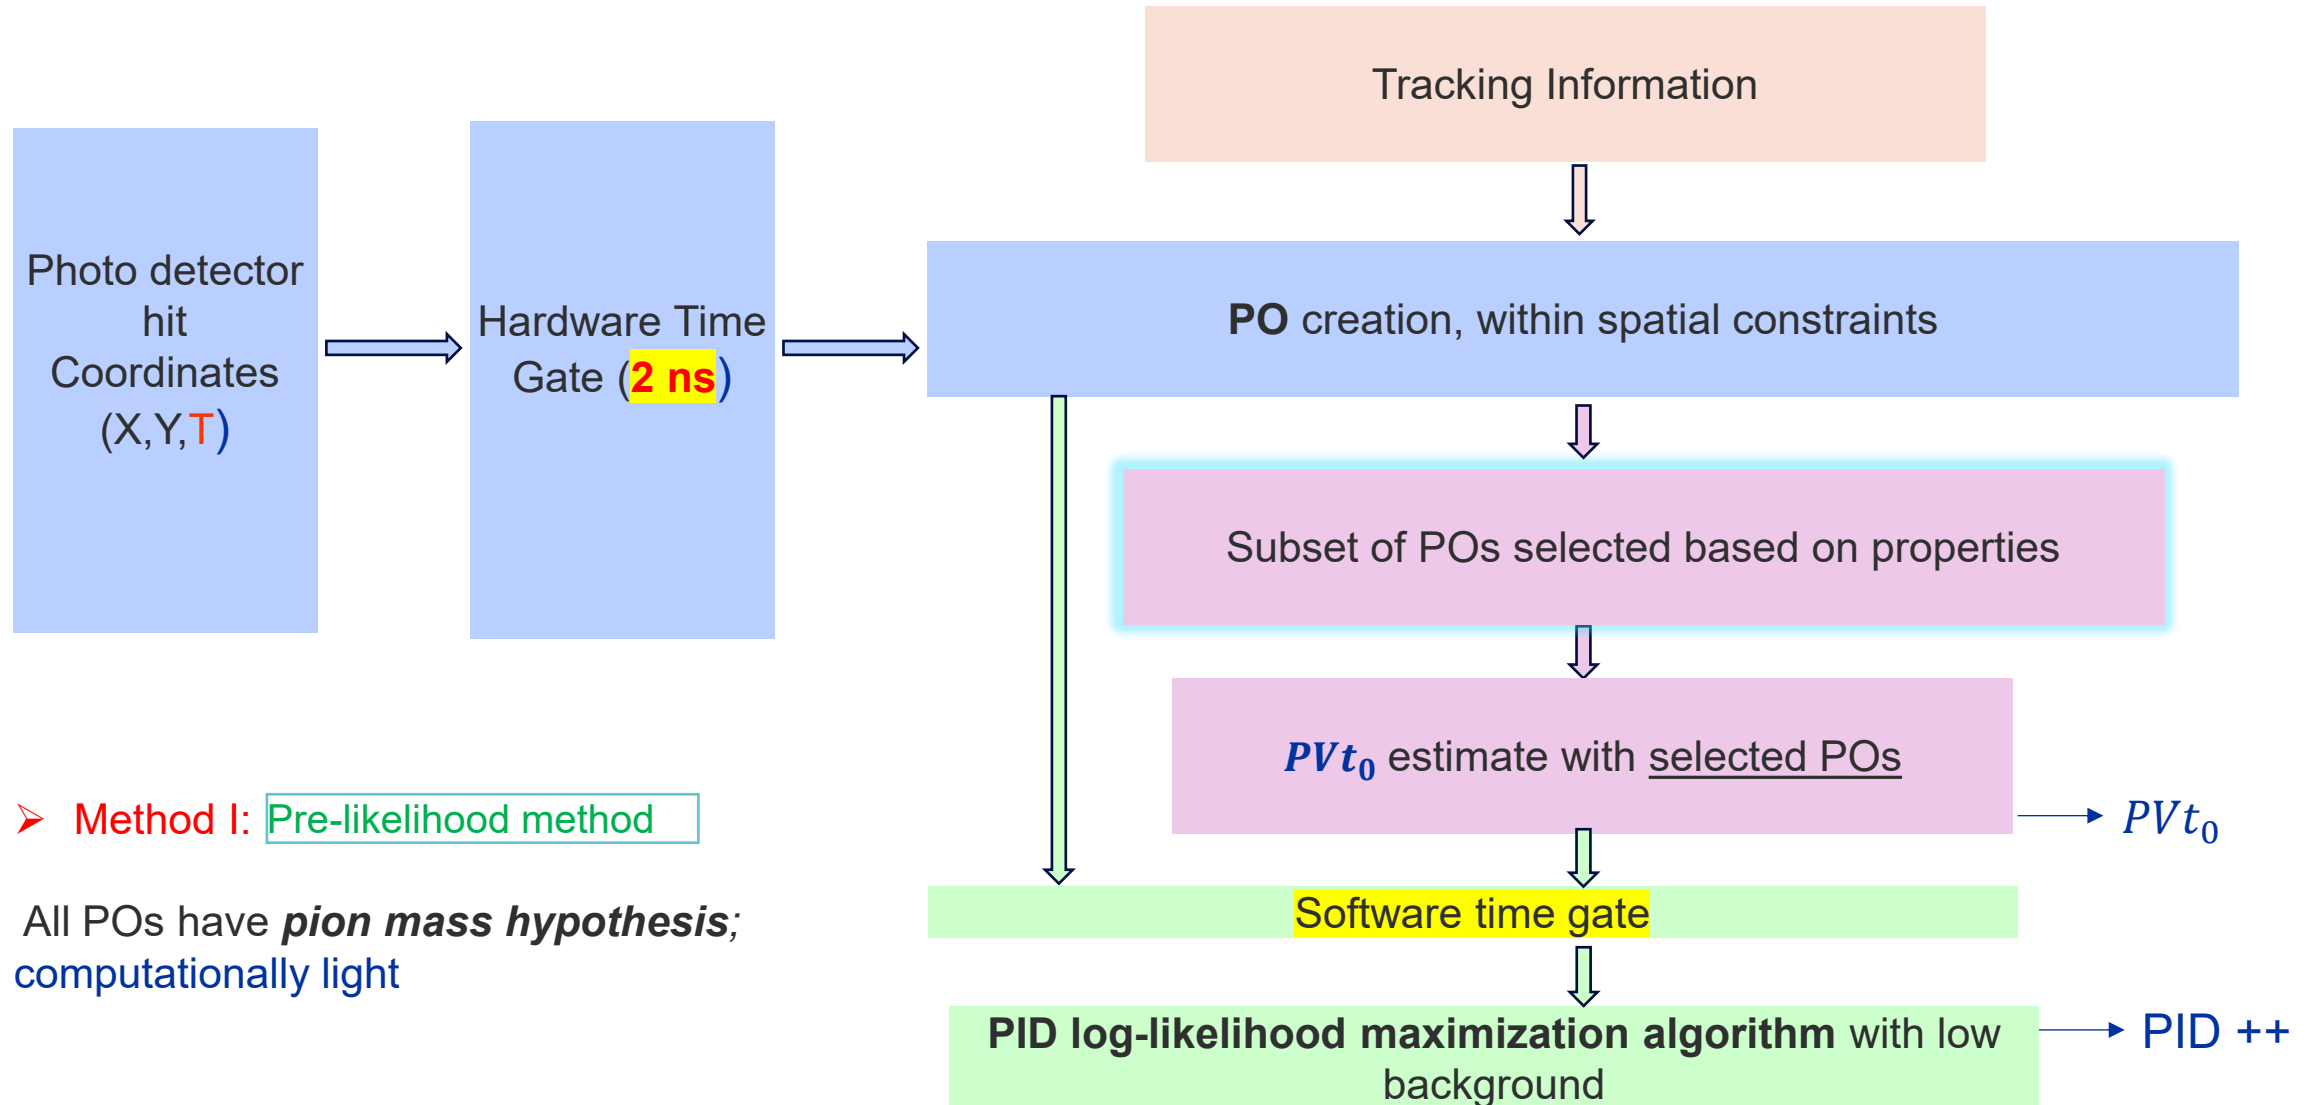 Tracking Information
Photo detector
hit
Coordinates
(X,Y,T)
Hardware Time
Gate (2 ns)
PO creation, within spatial constraints
Subset of POs selected based on properties
PVt₀ estimate with selected POs
PVt₀
➢ Method I: Pre-likelihood method
All POs have pion mass hypothesis;
computationally light
Software time gate
PID log-likelihood maximization algorithm with low
background
PID ++